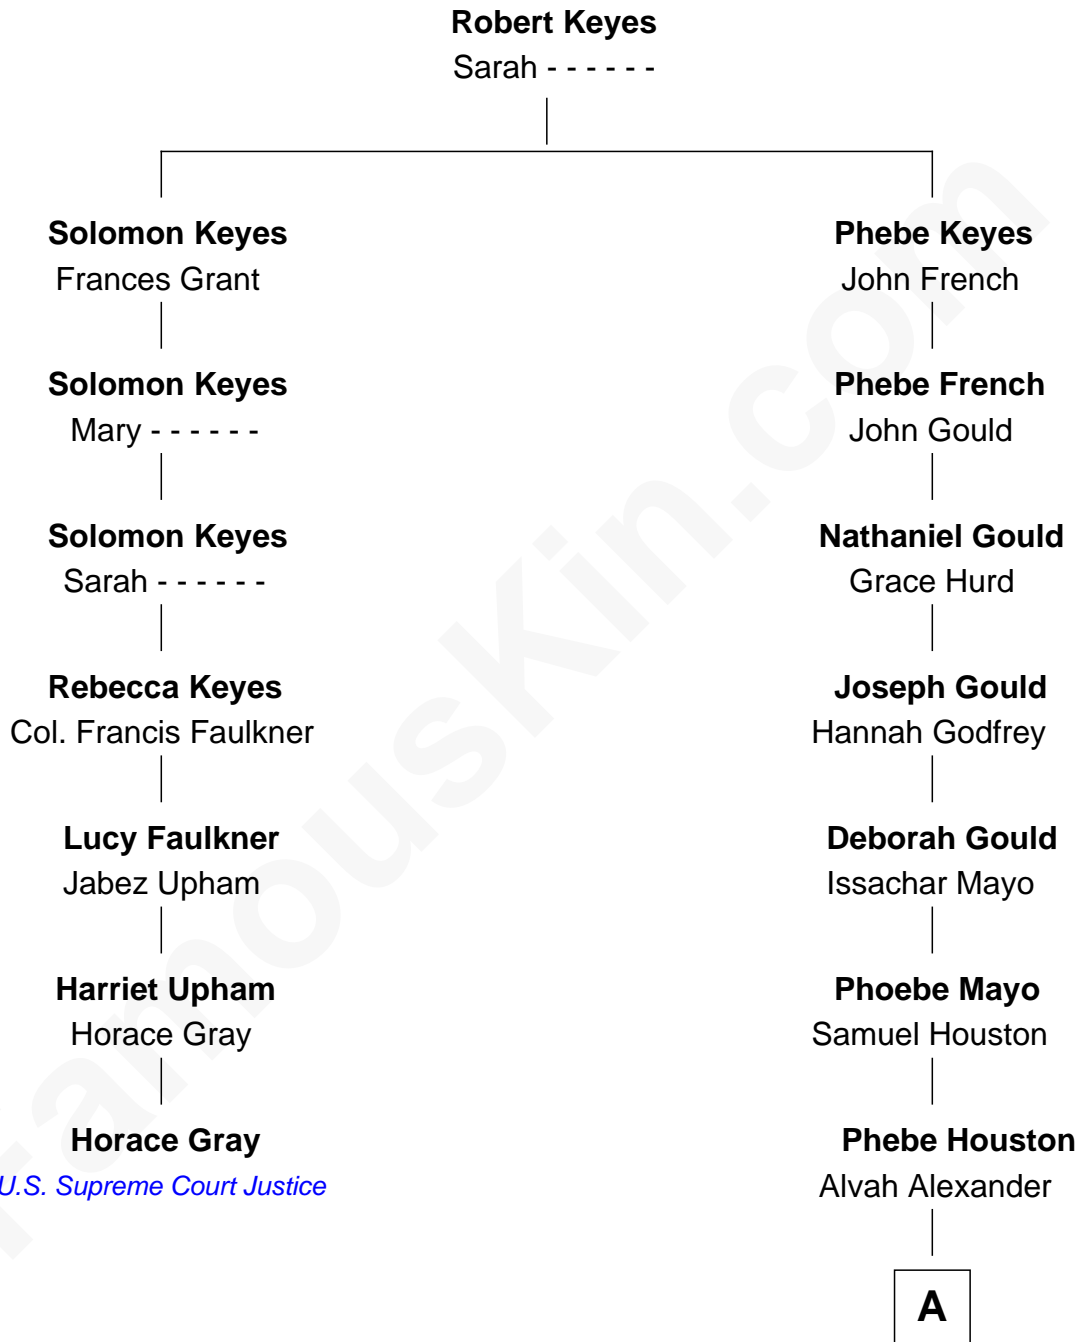 Robert Keyes
Sarah - - - - - -
Solomon Keyes
Frances Grant
Phebe Keyes
John French
Solomon Keyes
Mary - - - - - -
Phebe French
John Gould
Solomon Keyes
Sarah - - - - - -
Nathaniel Gould
Grace Hurd
Rebecca Keyes
Col. Francis Faulkner
Joseph Gould
Hannah Godfrey
Lucy Faulkner
Jabez Upham
Deborah Gould
Issachar Mayo
Harriet Upham
Horace Gray
Phoebe Mayo
Samuel Houston
Horace Gray
U.S. Supreme Court Justice
Phebe Houston
Alvah Alexander
A
FamousKin.com